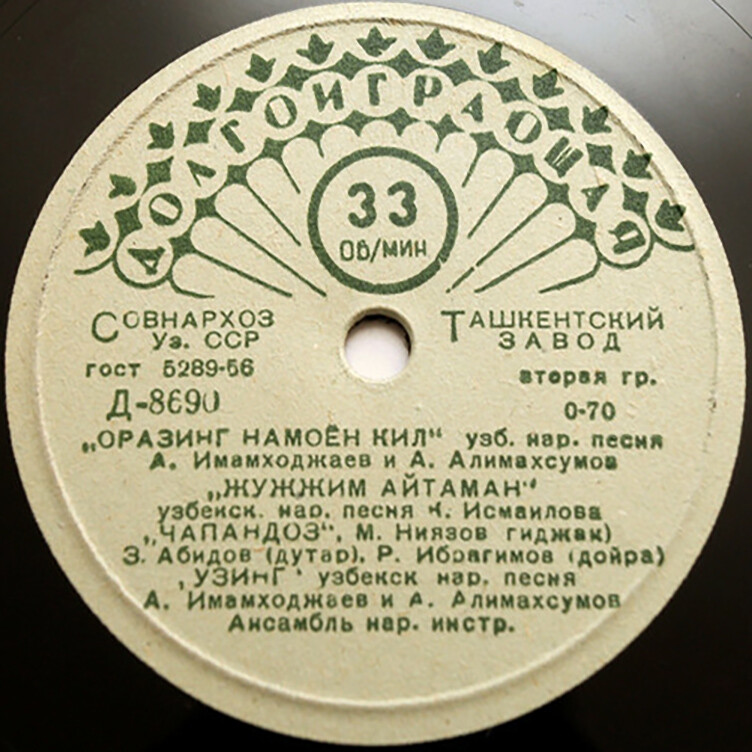 ДОЛГОИГРАЮЩАЯ
33
ОБ/МИН
СОВНАРХОЗ
Уз. ССР
ТАШКЕНТСКИЙ
ЗАВОД
гост 5289-56
вторая гр.
Д-8690
0-70
„ОРАЗИНГ НАМОЁН КИЛ“ узб. нар. песня
А. Имамходжаев и А. Алимахсумов
„ЖУЖЖИМ АЙТАМАН“
узбекск. нар. песня К. Исмаилова
„ЧАПАНДОЗ“, М. Ниязов гиджак)
З. Абидов (дутар), Р. Ибрагимов (дойра)
„УЗИНГ“ узбекск нар. песня
А. Имамходжаев и А. Алимахсумов
Ансамбль нар. инстр.